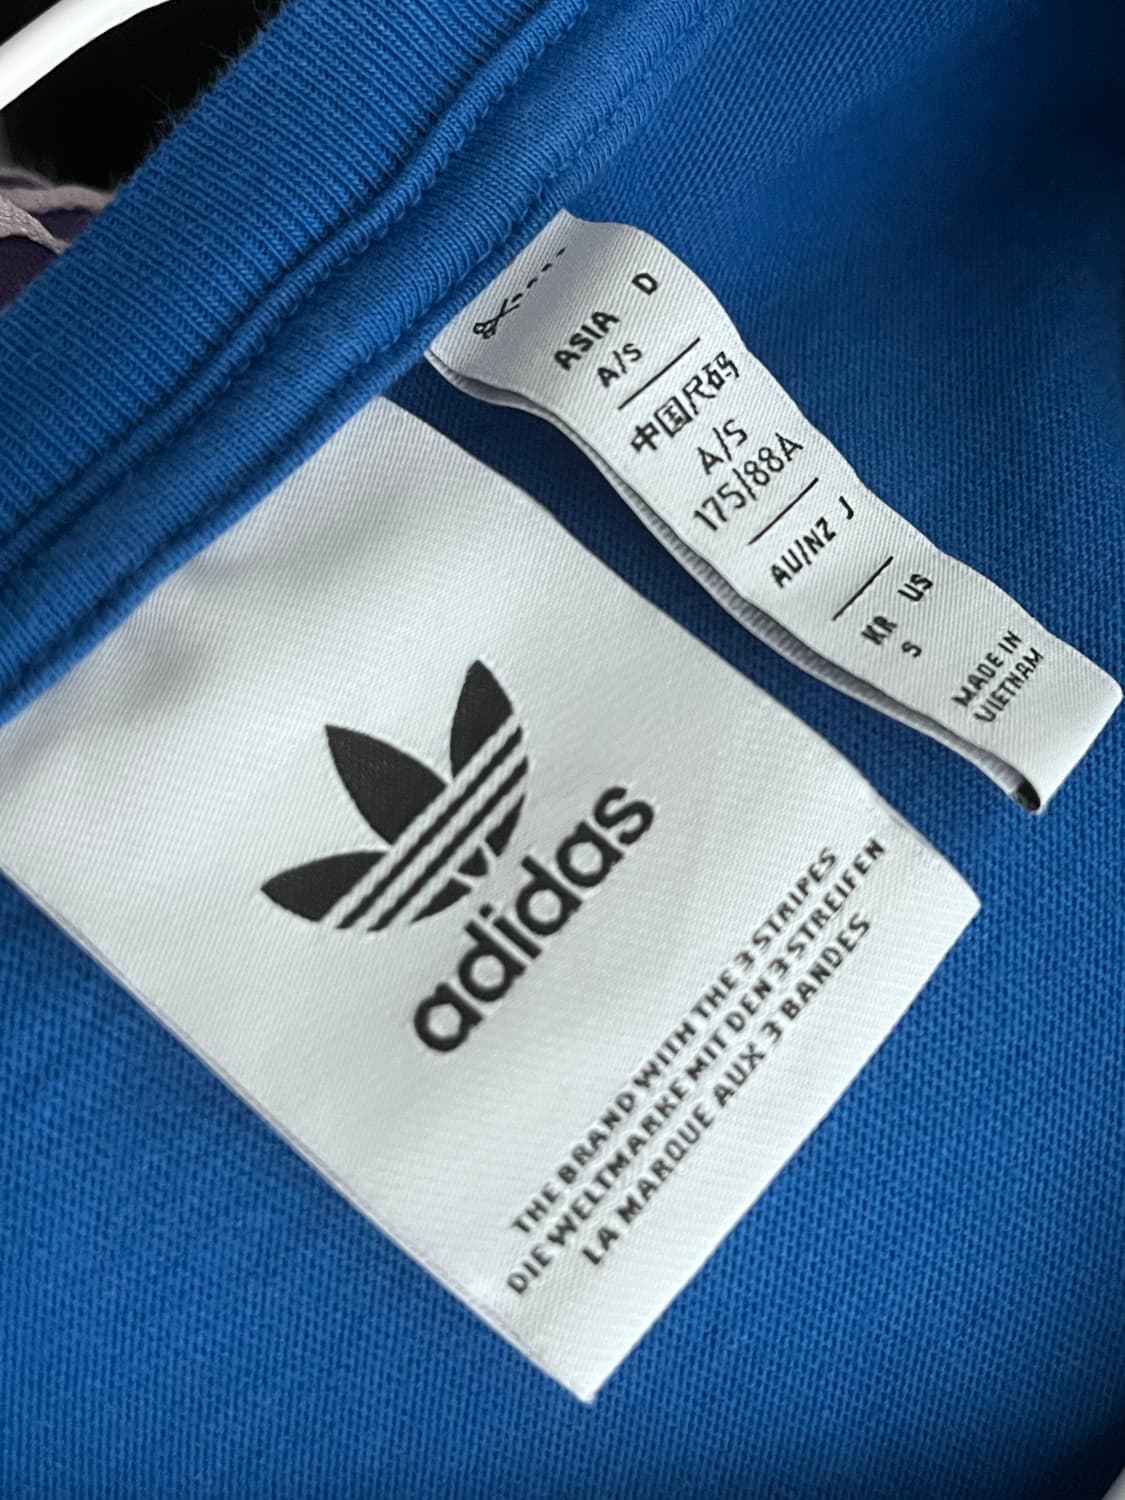 ASIA D
A/S
中国尺码
A/S
175/88A
AU/NZ J
KR US
S
MADE IN
VIETNAM
adidas
THE BRAND WITH THE 3 STRIPES
DIE WELTMARKE MIT DEN 3 STREIFEN
LA MARQUE AUX 3 BANDES